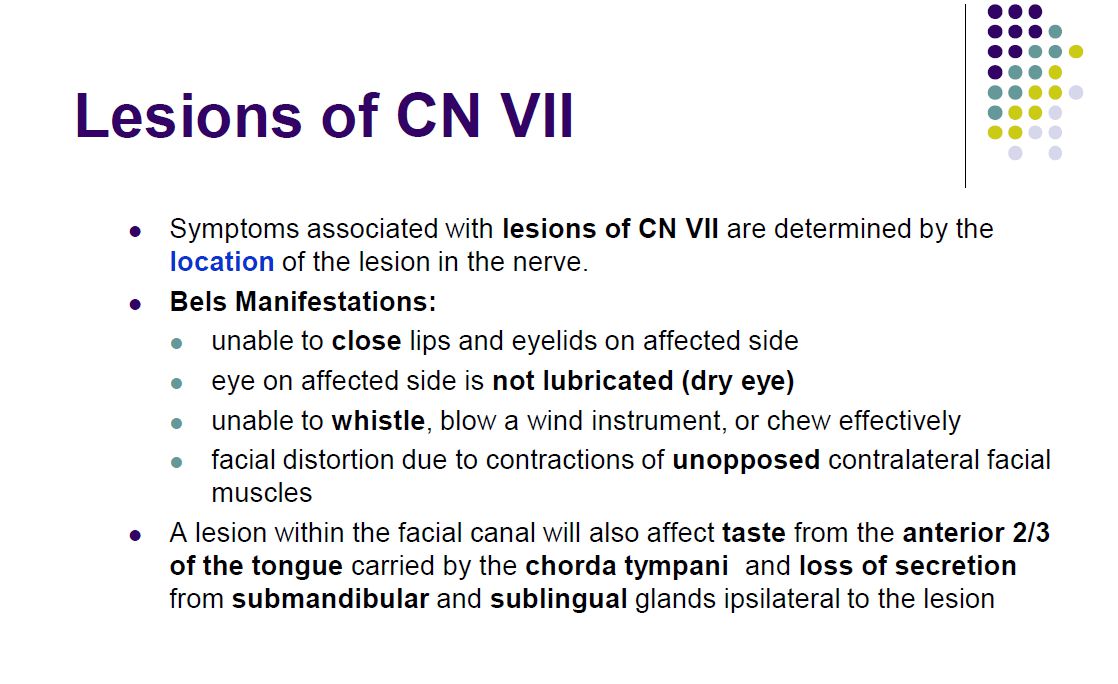 Lesions of CN VII
Symptoms associated with lesions of CN VII are determined by the
location of the lesion in the nerve.
Bels Manifestations:
unable to close lips and eyelids on affected side
eye on affected side is not lubricated (dry eye)
unable to whistle, blow a wind instrument, or chew effectively
facial distortion due to contractions of unopposed contralateral facial
muscles
A lesion within the facial canal will also affect taste from the anterior 2/3
of the tongue carried by the chorda tympani and loss of secretion
from submandibular and sublingual glands ipsilateral to the lesion